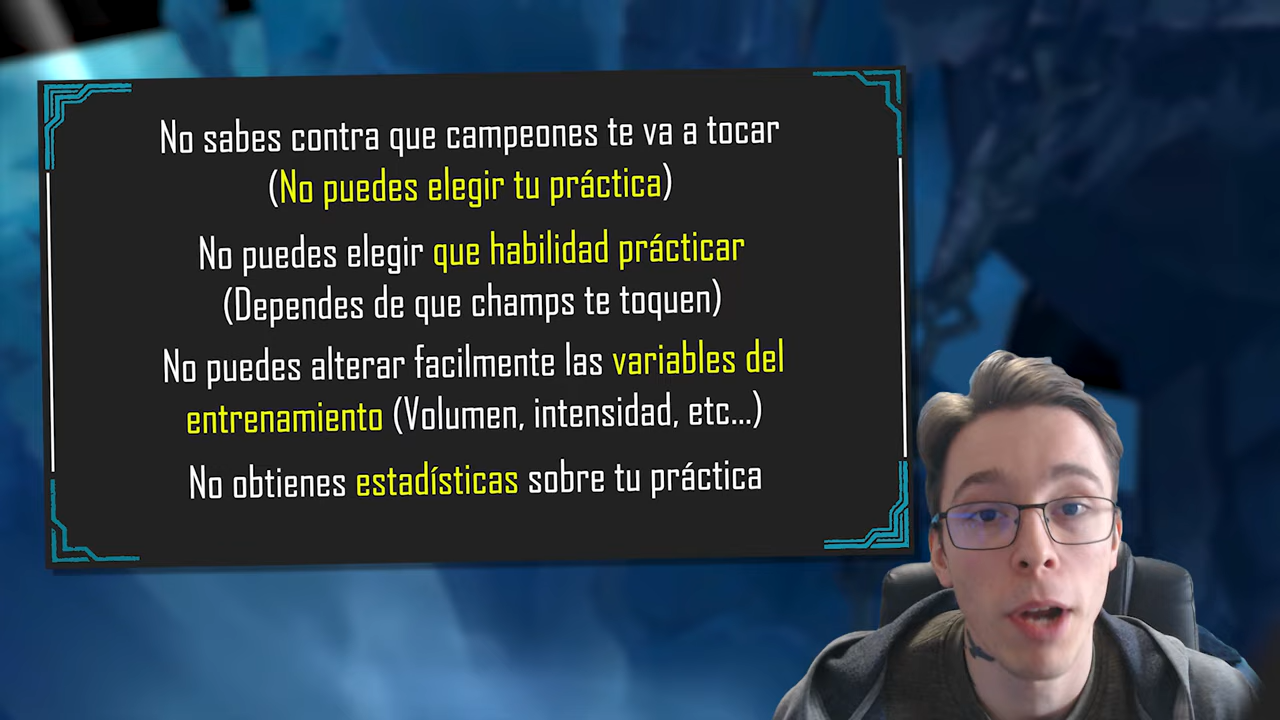 No sabes contra que campeones te va a tocar
(No puedes elegir tu práctica)
No puedes elegir que habilidad prácticar
(Dependes de que champs te toquen)
No puedes alterar facilmente las variables del
entrenamiento (Volumen, intensidad, etc...)
No obtienes estadísticas sobre tu práctica